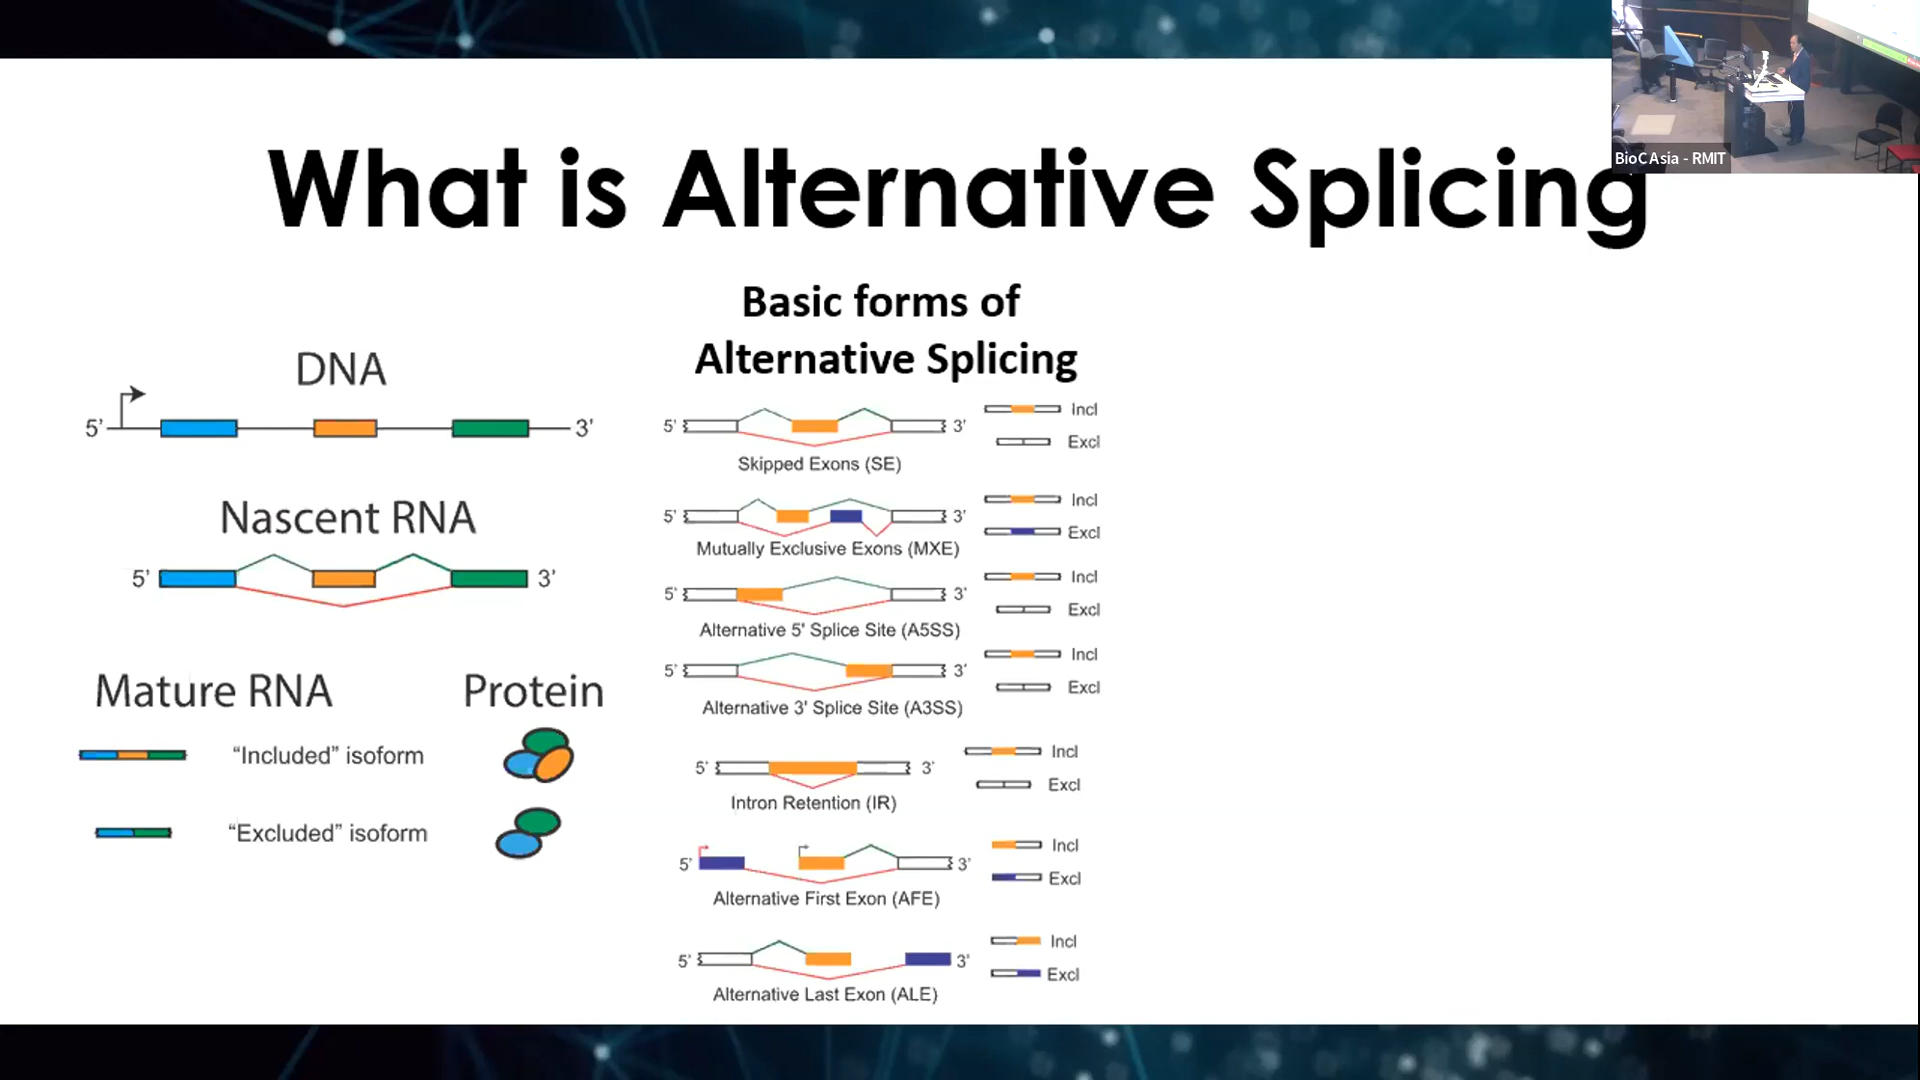 BioC Asia - RMIT
What is Alternative Splicing
DNA
5’
3’
Nascent RNA
5’
3’
Mature RNA
Protein
“Included” isoform
“Excluded” isoform
Basic forms of
Alternative Splicing
5' 3' Incl
Excl
Skipped Exons (SE)
5' 3' Incl
Excl
Mutually Exclusive Exons (MXE)
5' 3' Incl
Excl
Alternative 5' Splice Site (A5SS)
5' 3' Incl
Excl
Alternative 3' Splice Site (A3SS)
5' 3' Incl
Excl
Intron Retention (IR)
5' 3' Incl
Excl
Alternative First Exon (AFE)
5' 3' Incl
Excl
Alternative Last Exon (ALE)